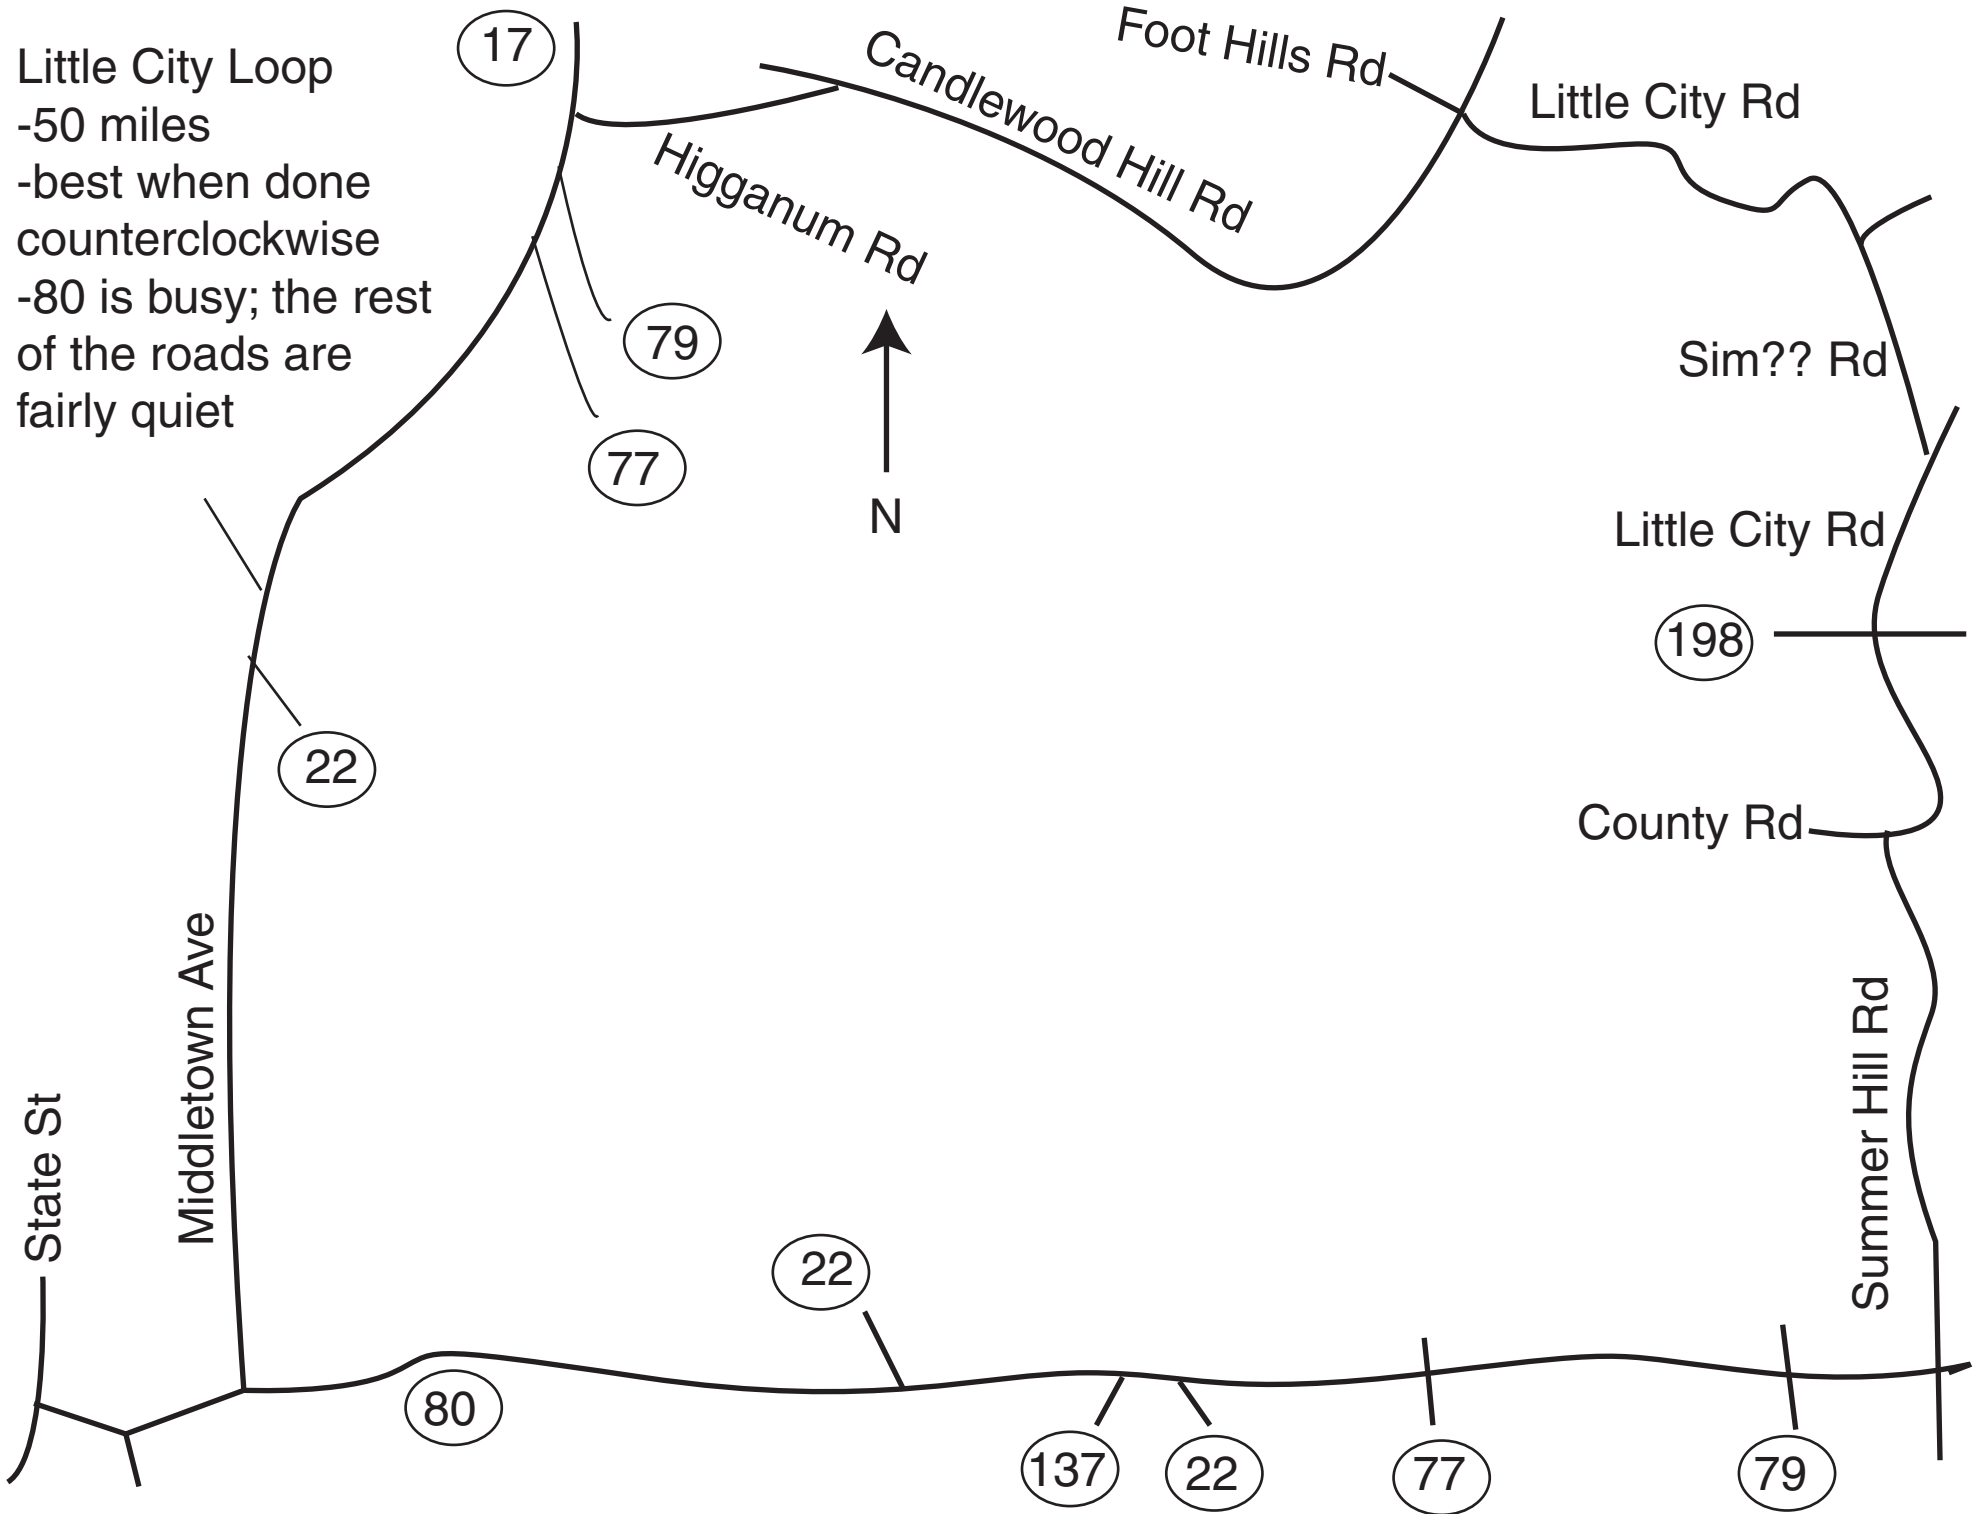 Little City Loop
-50 miles
-best when done
counterclockwise
-80 is busy; the rest
of the roads are
fairly quiet
17
Candlewood Hill Rd
Foot Hills Rd
Little City Rd
Higganum Rd
79
77
N
Sim?? Rd
Little City Rd
198
22
County Rd
Middletown Ave
State St
Summer Hill Rd
22
80
137
22
77
79